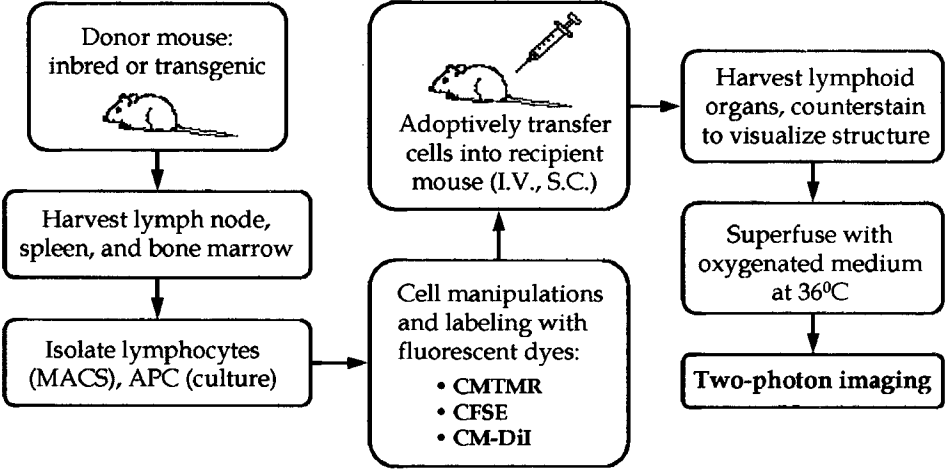 Donor mouse:
inbred or transgenic
Harvest lymph node,
spleen, and bone marrow
Isolate lymphocytes
(MACS), APC (culture)
Cell manipulations
and labeling with
fluorescent dyes:
• CMTMR
• CFSE
• CM-DiI
Adoptively transfer
cells into recipient
mouse (I.V., S.C.)
Harvest lymphoid
organs, counterstain
to visualize structure
Superfuse with
oxygenated medium
at 36⁰C
Two-photon imaging